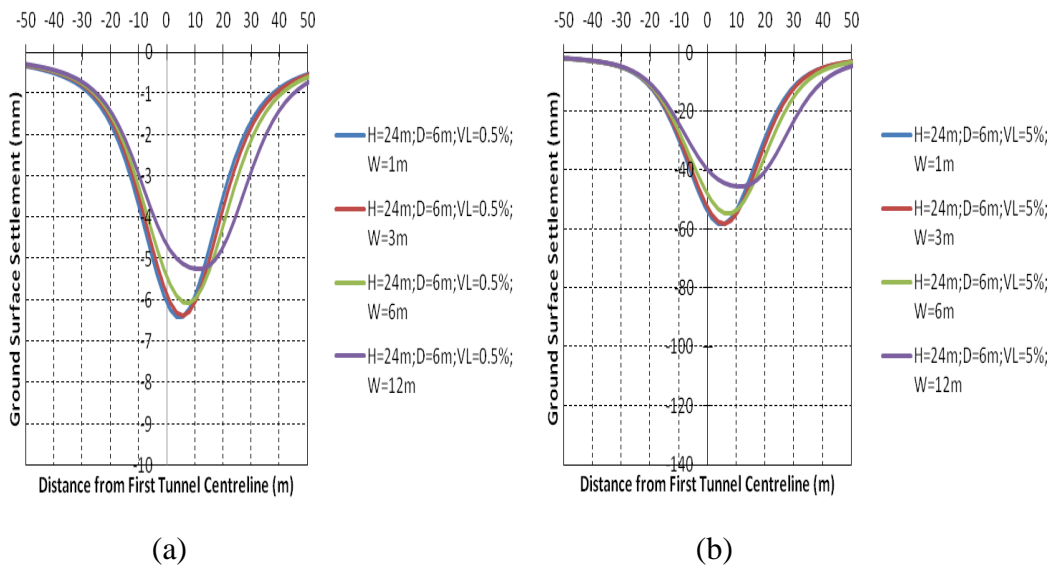 -50 -40 -30 -20 -10 0 10 20 30 40 50
0
-1
-2
-3
-4
-5
-6
-7
-8
-9
-10
Ground Surface Settlement (mm)
Distance from First Tunnel Centreline (m)
H=24m;D=6m;VL=0.5%;
W=1m
H=24m;D=6m;VL=0.5%;
W=3m
H=24m;D=6m;VL=0.5%;
W=6m
H=24m;D=6m;VL=0.5%;
W=12m
(a)
-50 -40 -30 -20 -10 0 10 20 30 40 50
0
-20
-40
-60
-80
-100
-120
-140
Ground Surface Settlement (mm)
Distance from First Tunnel Centreline (m)
H=24m;D=6m;VL=5%;
W=1m
H=24m;D=6m;VL=5%;
W=3m
H=24m;D=6m;VL=5%;
W=6m
H=24m;D=6m;VL=5%;
W=12m
(b)